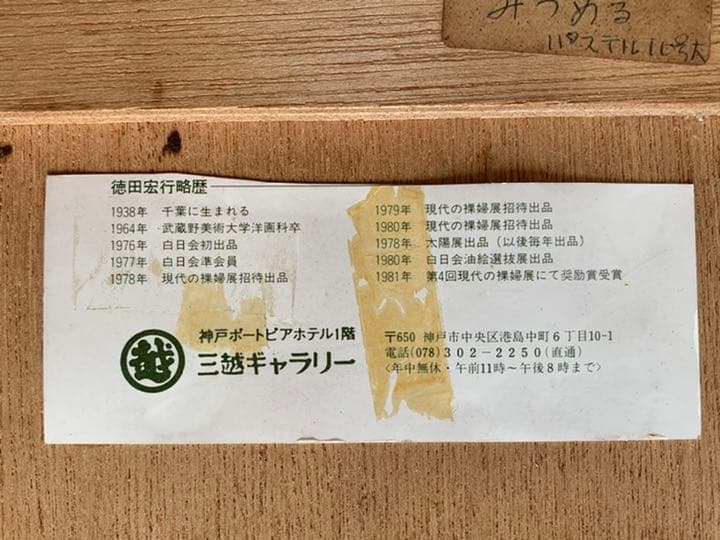 みつめる
パステル
徳田宏行略歴
1938年 千葉に生まれる
1964年 武蔵野美術大学洋画科卒
1976年 白日会初出品
1977年 白日会準会員
1978年 現代の裸婦展招待出品
1979年 現代の裸婦展招待出品
1980年 現代の裸婦展招待出品
1978年 太陽展出品(以後毎年出品)
1980年 白日会油絵選抜展出品
1981年 第4回現代の裸婦展にて奨励賞受賞
越
神戸ポートピアホテル1階
三越ギャラリー
〒650 神戸市中央区港島中町6丁目10-1
電話(078)302-2250(直通)
〈年中無休・午前11時〜午後8時まで〉